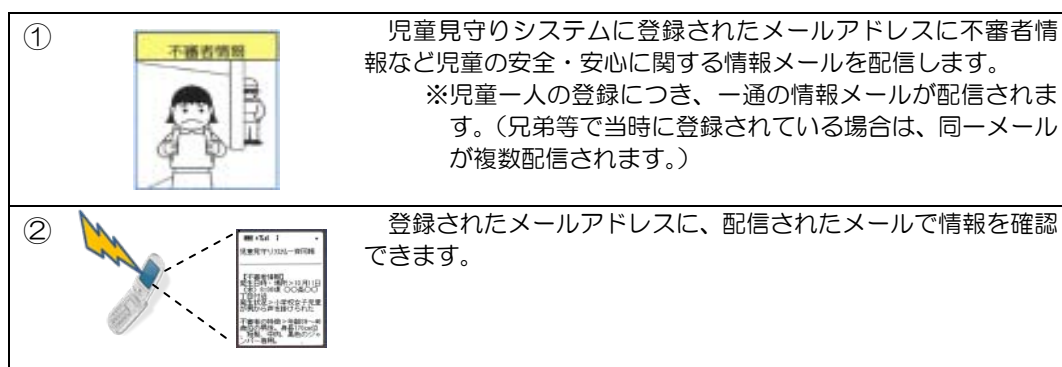 ①
不審者情報
児童見守りシステムに登録されたメールアドレスに不審者情
報など児童の安全・安心に関する情報メールを配信します。
※児童一人の登録につき、一通の情報メールが配信されま
す。（兄弟等で当時に登録されている場合は、同一メール
が複数配信されます。）
②
登録されたメールアドレスに、配信されたメールで情報を確認
できます。
児童見守りシステム一斉同報
【不審者情報】